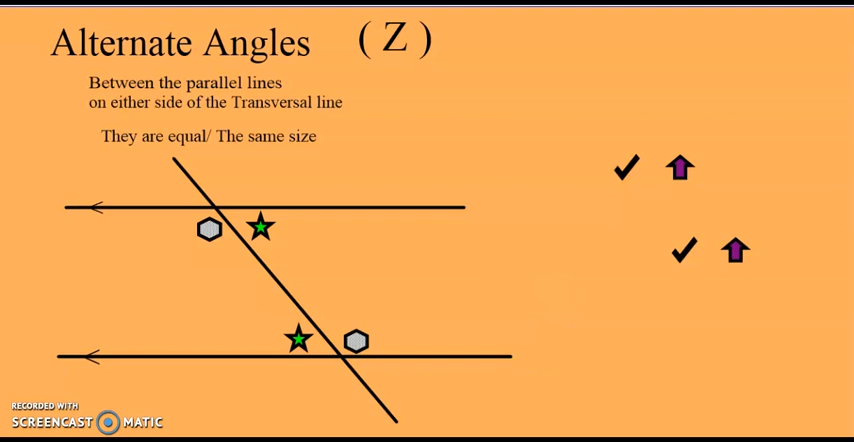 Alternate Angles ( Z )
Between the parallel lines
on either side of the Transversal line
They are equal/ The same size
RECORDED WITH
SCREENCAST MATIC